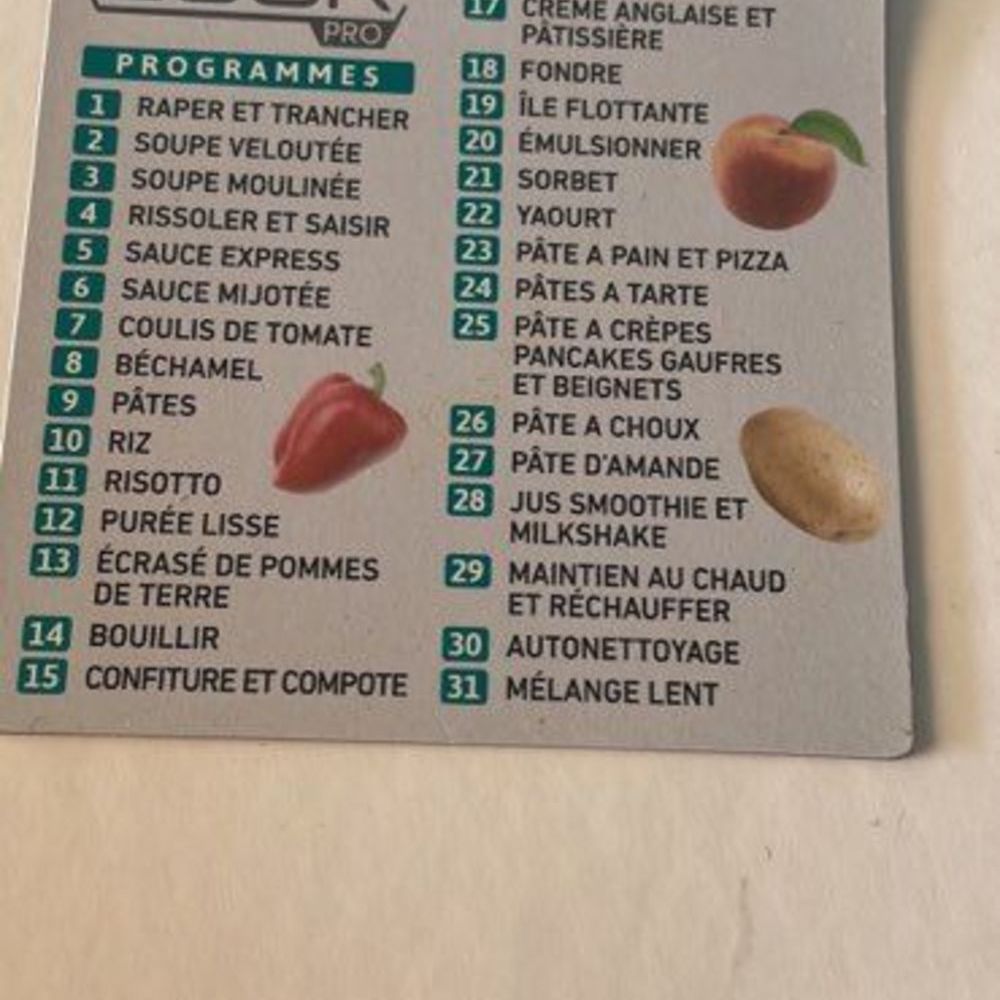 PRO
PROGRAMMES
1 RAPER ET TRANCHER
2 SOUPE VELOUTÉE
3 SOUPE MOULINÉE
4 RISSOLER ET SAISIR
5 SAUCE EXPRESS
6 SAUCE MIJOTÉE
7 COULIS DE TOMATE
8 BÉCHAMEL
9 PÂTES
10 RIZ
11 RISOTTO
12 PURÉE LISSE
13 ÉCRASÉ DE POMMES
DE TERRE
14 BOUILLIR
15 CONFITURE ET COMPOTE
17 CRÈME ANGLAISE ET
PÂTISSIÈRE
18 FONDRE
19 ÎLE FLOTTANTE
20 ÉMULSIONNER
21 SORBET
22 YAOURT
23 PÂTE A PAIN ET PIZZA
24 PÂTES A TARTE
25 PÂTE A CRÈPES
PANCAKES GAUFRES
ET BEIGNETS
26 PÂTE A CHOUX
27 PÂTE D'AMANDE
28 JUS SMOOTHIE ET
MILKSHAKE
29 MAINTIEN AU CHAUD
ET RÉCHAUFFER
30 AUTONETTOYAGE
31 MÉLANGE LENT